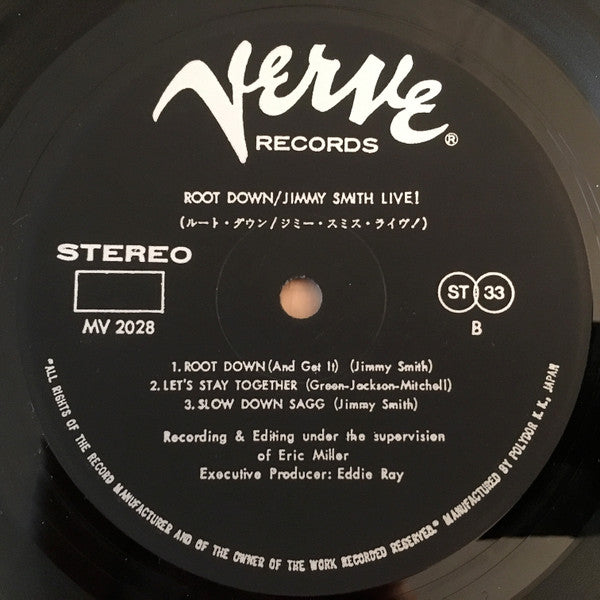 Verve
RECORDS ®
ROOT DOWN/JIMMY SMITH LIVE!
(ルート・ダウン/ジミー・スミス・ライヴ!)
STEREO
ST 33
MV 2028
B
1. ROOT DOWN (And Get It) (Jimmy Smith)
2. LET'S STAY TOGETHER (Green-Jackson-Mitchell)
3. SLOW DOWN SAGG (Jimmy Smith)
Recording & Editing under the supervision
of Eric Miller
Executive Producer: Eddie Ray
"ALL RIGHTS OF THE RECORD MANUFACTURER AND OF THE OWNER OF THE WORK RECORDED RESERVED." MANUFACTURED BY POLYDOR K. K., JAPAN